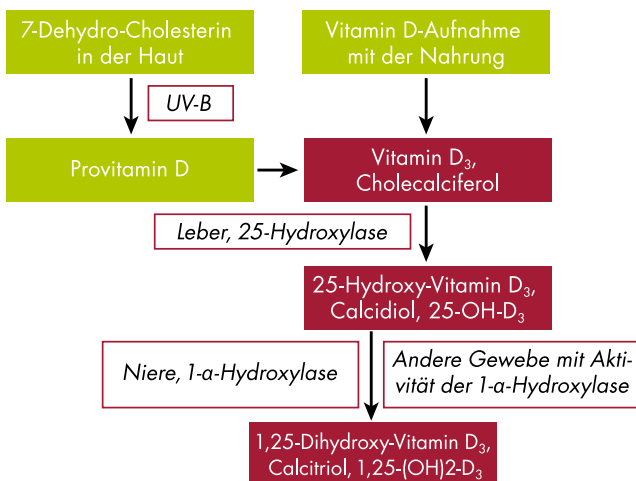 7-Dehydro-Cholesterin
in der Haut
Vitamin D-Aufnahme
mit der Nahrung
UV-B
Provitamin D
Vitamin D₃,
Cholecalciferol
Leber, 25-Hydroxylase
25-Hydroxy-Vitamin D₃,
Calcidiol, 25-OH-D₃
Niere, 1-α-Hydroxylase
Andere Gewebe mit Akti-
vität der 1-α-Hydroxylase
1,25-Dihydroxy-Vitamin D₃,
Calcitriol, 1,25-(OH)2-D₃